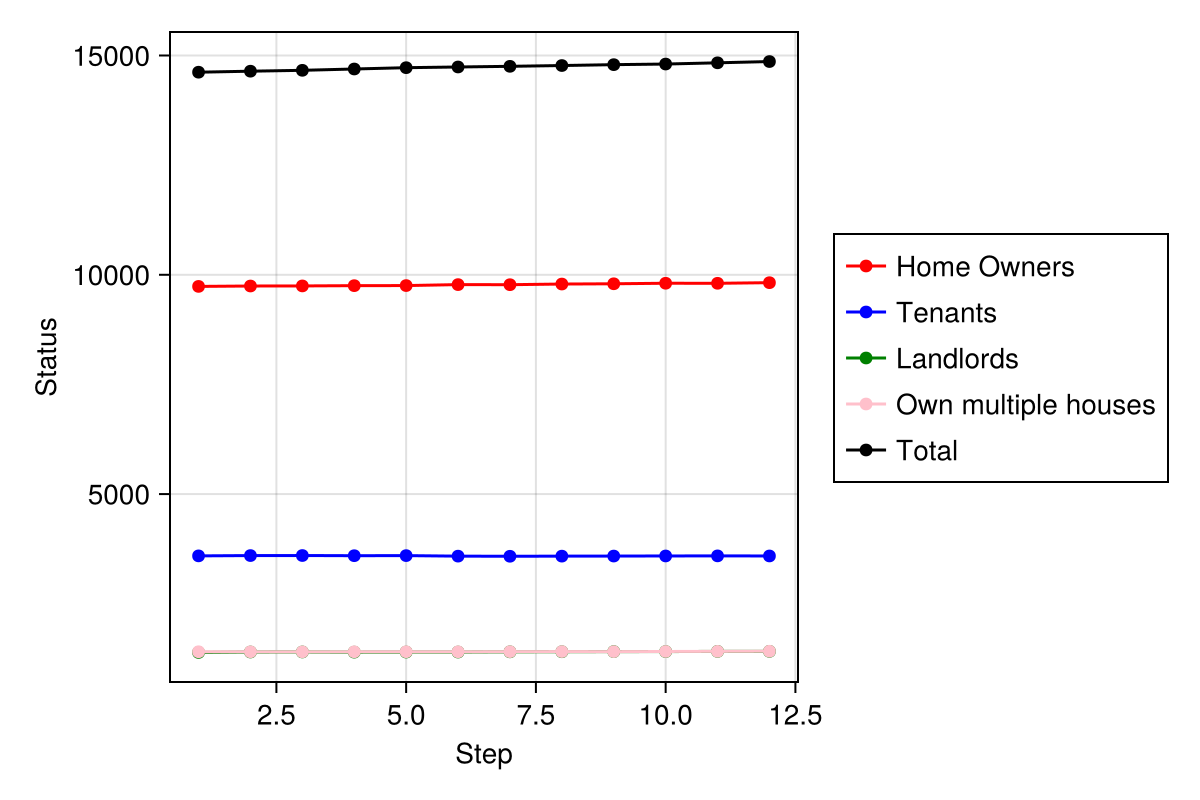 15000
10000
5000
Status
2.5 5.0 7.5 10.0 12.5
Step
Home Owners
Tenants
Landlords
Own multiple houses
Total